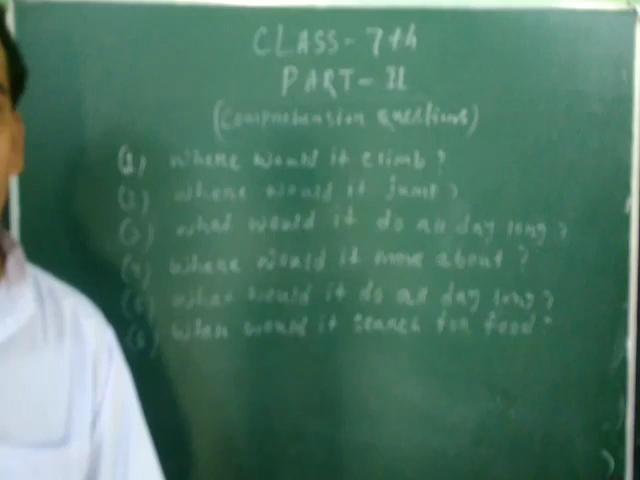 CLASS - 7th
PART - II
(Comprehension Questions)
(1) Where would it climb?
(2) Where would it jump?
(3) What would it do all day long?
(4) Where would it move about?
(5) What would it do all day long?
(6) When would it search for food?